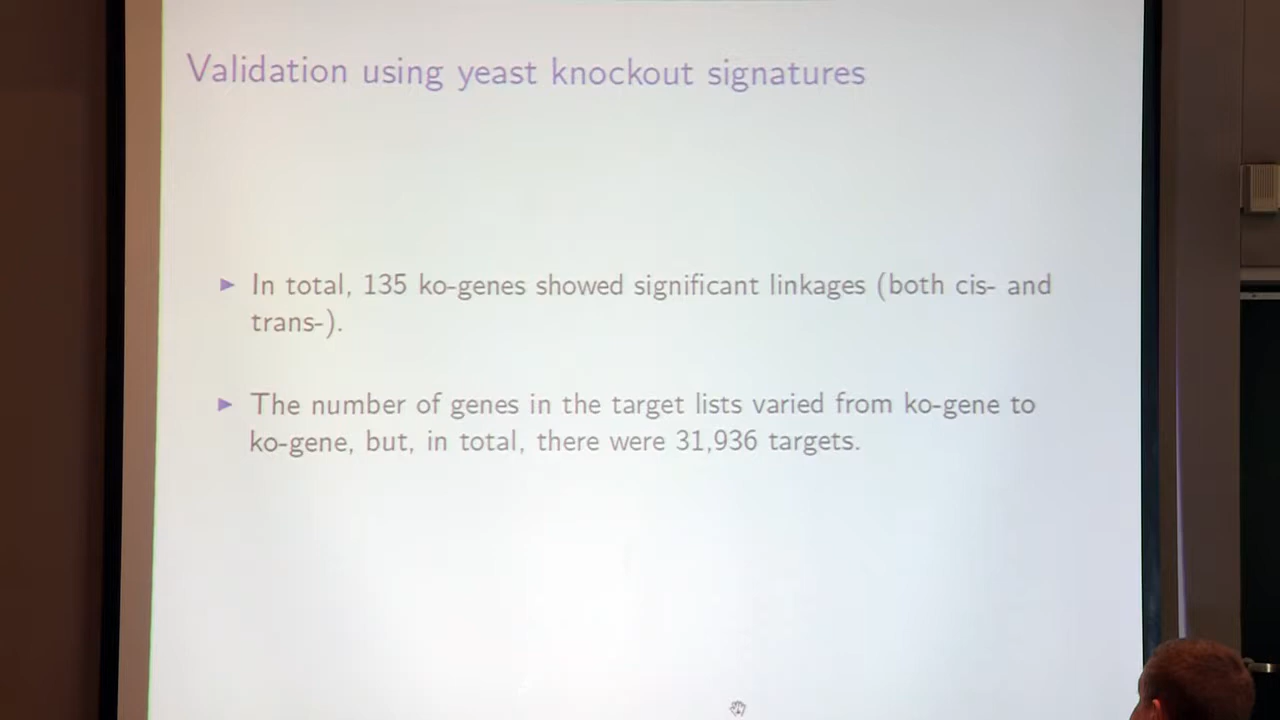 Validation using yeast knockout signatures
► In total, 135 ko-genes showed significant linkages (both cis- and
trans-).
► The number of genes in the target lists varied from ko-gene to
ko-gene, but, in total, there were 31,936 targets.